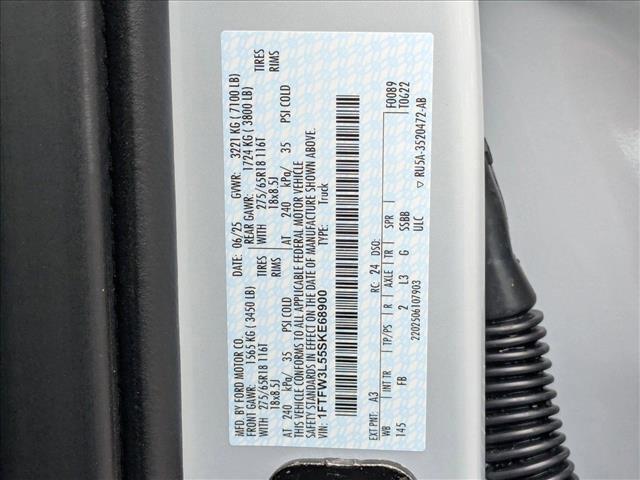 MFD. BY FORD MOTOR CO.
DATE: 06/25 GVWR: 3221 KG ( 7100 LB)
FRONT GAWR: 1565 KG ( 3450 LB) REAR GAWR: 1724 KG ( 3800 LB)
WITH 275/65R18 116T TIRES WITH 275/65R18 116T TIRES
18x8.5J RIMS 18x8.5J RIMS
AT 240 kPa/ 35 PSI COLD AT 240 kPa/ 35 PSI COLD
THIS VEHICLE CONFORMS TO ALL APPLICABLE FEDERAL MOTOR VEHICLE
SAFETY STANDARDS IN EFFECT ON THE DATE OF MANUFACTURE SHOWN ABOVE.
VIN: 1FTFW3L55SKE68900
TYPE: Truck
F0089
T0622
EXT PNT: A3 RC: 24 DSO:
WB INT TR TP/PS R AXLE TR SPR
145 FB 2 L3 G SSBB
ULC
2202506107903
▽ RU5A-3520472-AB